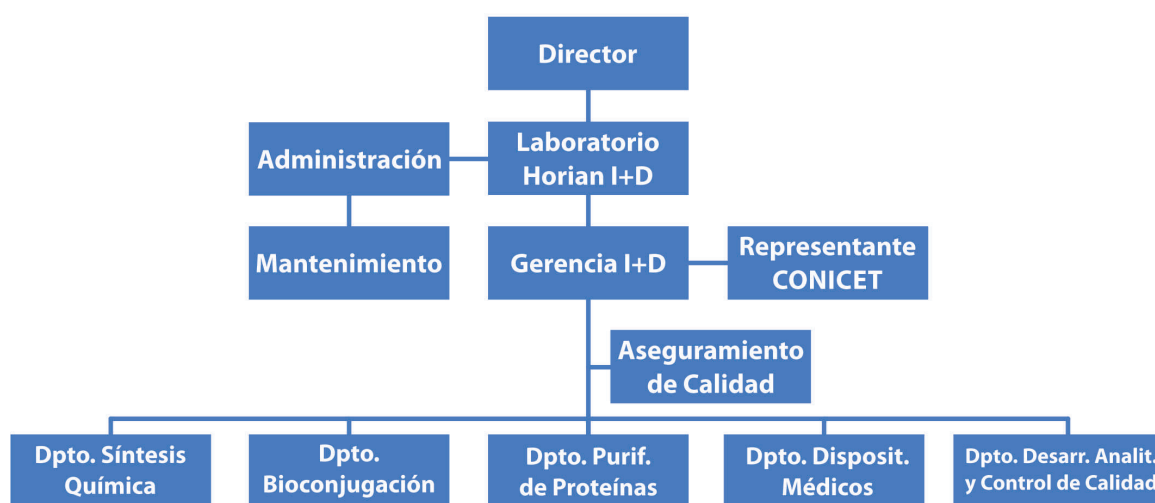 Director
Administración
Laboratorio
Horian I+D
Mantenimiento
Gerencia I+D
Representante
CONICET
Aseguramiento
de Calidad
Dpto. Síntesis
Química
Dpto.
Bioconjugación
Dpto. Purif.
de Proteínas
Dpto. Disposit.
Médicos
Dpto. Desarr. Analit.
y Control de Calidad